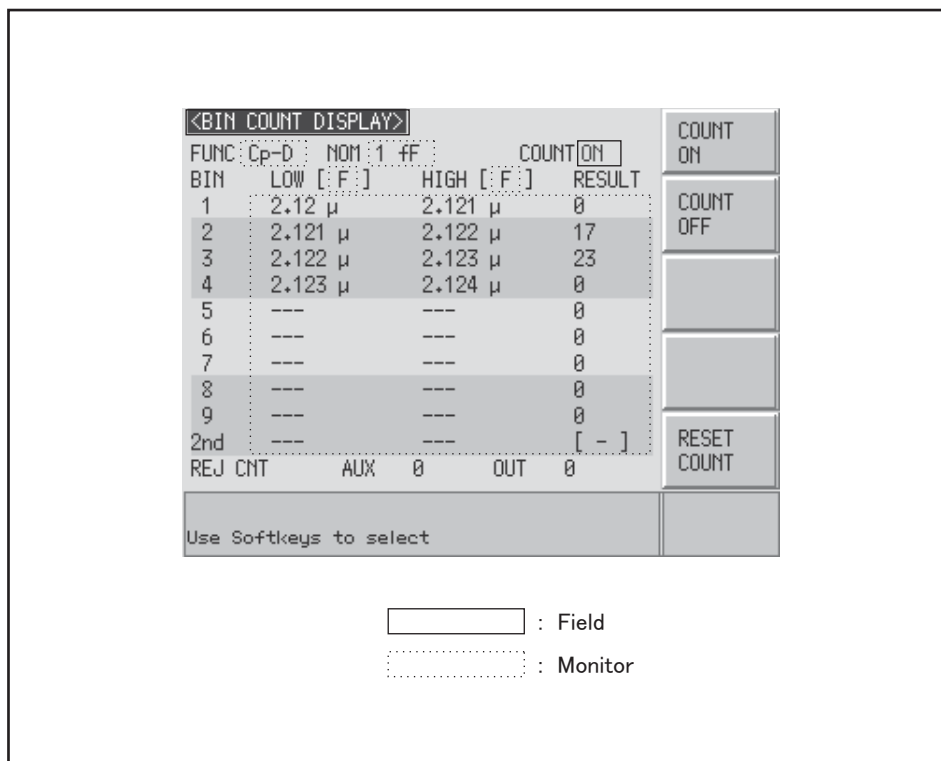 <BIN COUNT DISPLAY>
FUNC Cp-D NOM 1 fF COUNT ON
BIN LOW [ F ] HIGH [ F ] RESULT
1 2.12 μ 2.121 μ 0
2 2.121 μ 2.122 μ 17
3 2.122 μ 2.123 μ 23
4 2.123 μ 2.124 μ 0
5 --- --- 0
6 --- --- 0
7 --- --- 0
8 --- --- 0
9 --- --- 0
2nd --- --- [ - ]
REJ CNT AUX 0 OUT 0
Use Softkeys to select
COUNT
ON
COUNT
OFF
RESET
COUNT
: Field
: Monitor